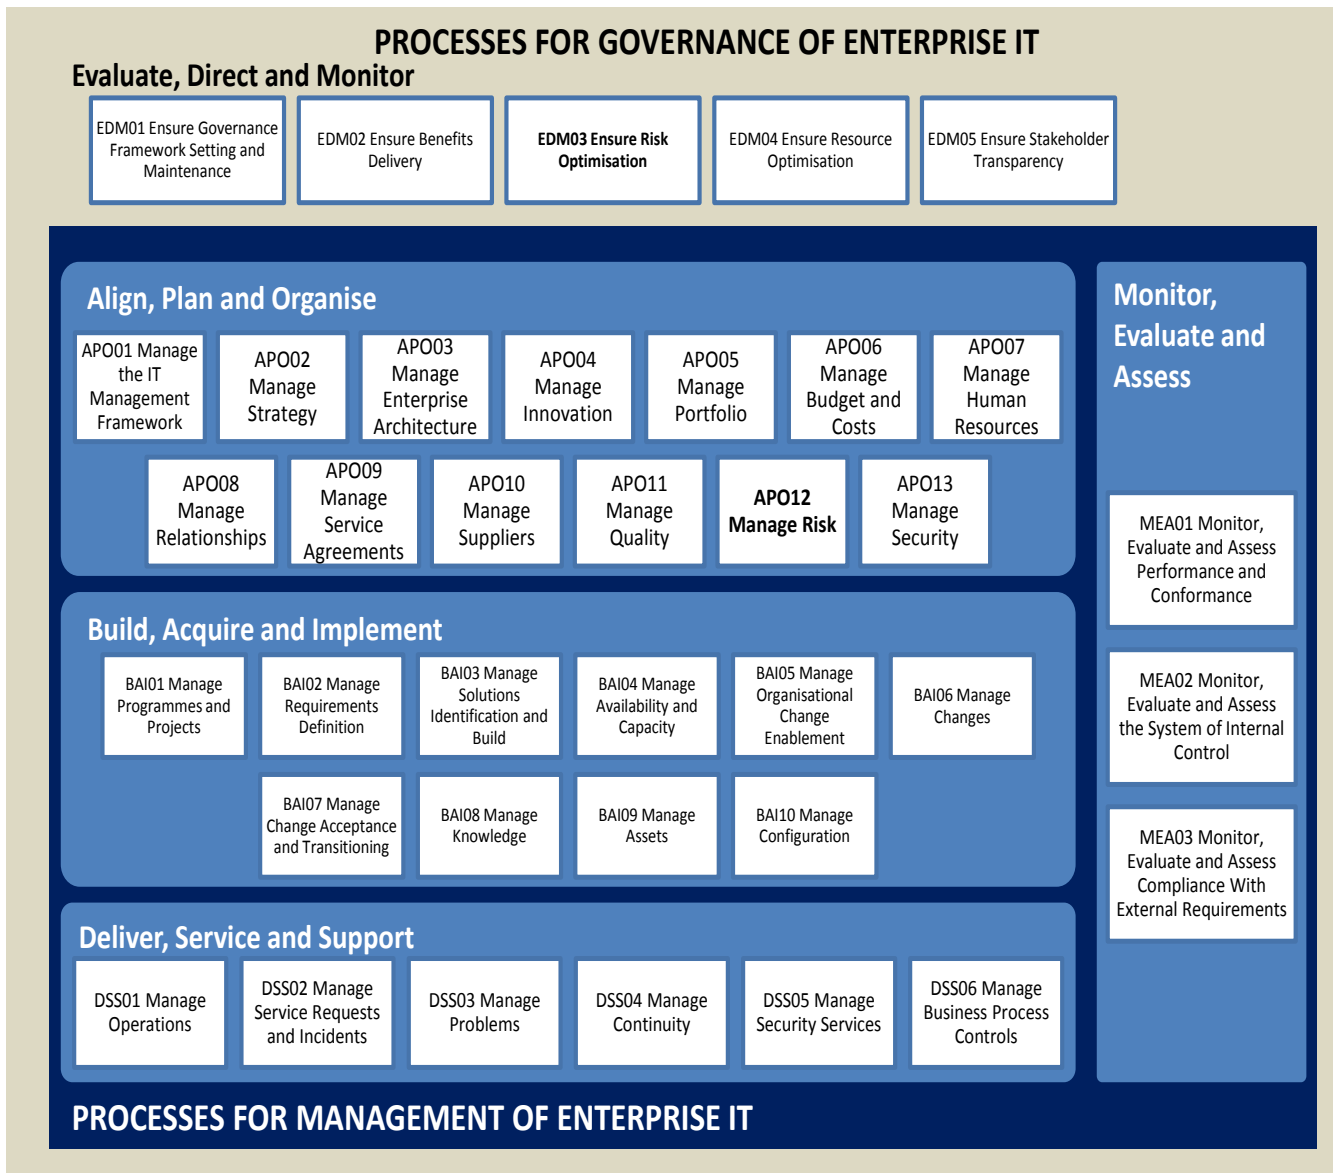 PROCESSES FOR GOVERNANCE OF ENTERPRISE IT
Evaluate, Direct and Monitor
EDM01 Ensure Governance
Framework Setting and
Maintenance
EDM02 Ensure Benefits
Delivery
EDM03 Ensure Risk
Optimisation
EDM04 Ensure Resource
Optimisation
EDM05 Ensure Stakeholder
Transparency
Align, Plan and Organise
APO01 Manage
the IT
Management
Framework
APO02
Manage
Strategy
APO03
Manage
Enterprise
Architecture
APO04
Manage
Innovation
APO05
Manage
Portfolio
APO06
Manage
Budget and
Costs
APO07
Manage
Human
Resources
APO08
Manage
Relationships
APO09
Manage
Service
Agreements
APO10
Manage
Suppliers
APO11
Manage
Quality
APO12
Manage Risk
APO13
Manage
Security
Build, Acquire and Implement
BAI01 Manage
Programmes and
Projects
BAI02 Manage
Requirements
Definition
BAI03 Manage
Solutions
Identification and
Build
BAI04 Manage
Availability and
Capacity
BAI05 Manage
Organisational
Change
Enablement
BAI06 Manage
Changes
BAI07 Manage
Change Acceptance
and Transitioning
BAI08 Manage
Knowledge
BAI09 Manage
Assets
BAI10 Manage
Configuration
Deliver, Service and Support
DSS01 Manage
Operations
DSS02 Manage
Service Requests
and Incidents
DSS03 Manage
Problems
DSS04 Manage
Continuity
DSS05 Manage
Security Services
DSS06 Manage
Business Process
Controls
Monitor,
Evaluate and
Assess
MEA01 Monitor,
Evaluate and Assess
Performance and
Conformance
MEA02 Monitor,
Evaluate and Assess
the System of Internal
Control
MEA03 Monitor,
Evaluate and Assess
Compliance With
External Requirements
PROCESSES FOR MANAGEMENT OF ENTERPRISE IT